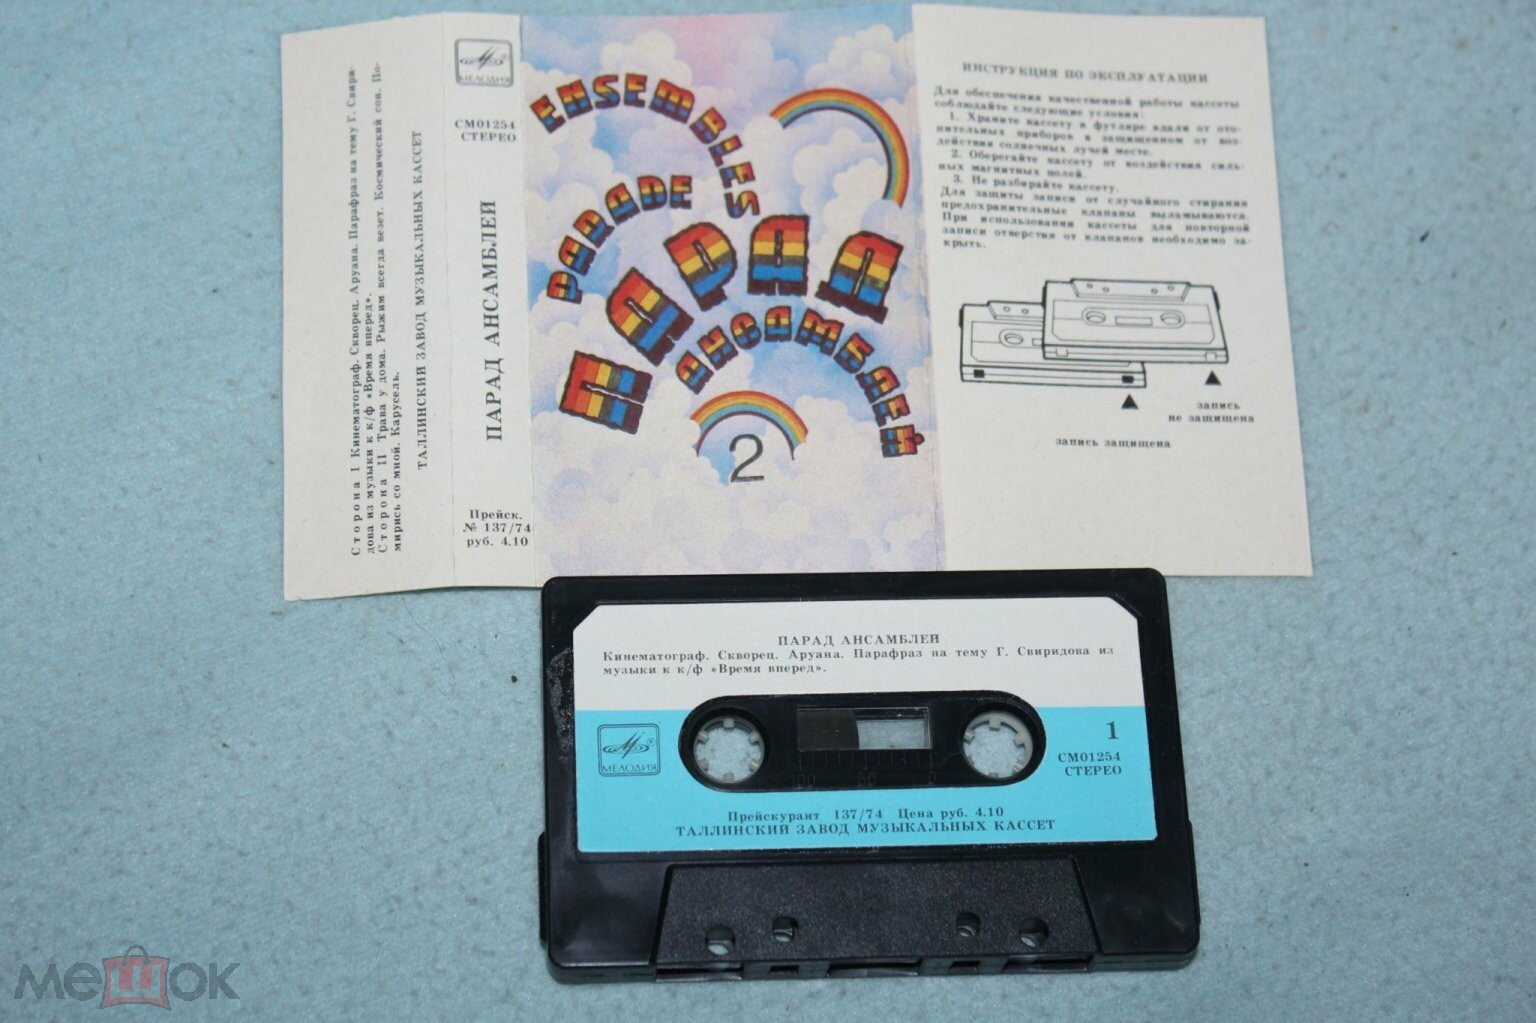 Сторона 1 Кинематограф. Скворец. Аруана. Парафраз на тему Г. Свири-
дова из музыки к к/ф «Время вперед».
Сторона II Трава у дома. Рыжим всегда везет. Космический сон. По-
мирись со мной. Карусель.
ТАЛЛИНСКИЙ ЗАВОД МУЗЫКАЛЬНЫХ КАССЕТ
МЕЛОДИЯ
СМ01254
СТЕРЕО
ПАРАД АНСАМБЛЕЙ
Прейск.
№ 137/74
руб. 4.10
ENSEMBLES
PARADE
ПАРАД
АНСАМБЛЕЙ
2
ИНСТРУКЦИЯ ПО ЭКСПЛУАТАЦИИ
Для обеспечения качественной работы кассеты
соблюдайте следующие условия:
1. Храните кассету в футляре вдали от ото-
пительных приборов в защищенном от воз-
действия солнечных лучей месте.
2. Оберегайте кассету от воздействия силь-
ных магнитных полей.
3. Не разбирайте кассету.
Для защиты записи от случайного стирания
предохранительные клапаны выламываются.
При использовании кассеты для повторной
записи отверстия от клапанов необходимо за-
крыть.
запись
не защищена
запись защищена
ПАРАД АНСАМБЛЕЙ
Кинематограф. Скворец. Аруана. Парафраз на тему Г. Свиридова из
музыки к к/ф «Время вперед».
МЕЛОДИЯ
1
СМ01254
СТЕРЕО
100 50 0
Прейскурант 137/74 Цена руб. 4.10
ТАЛЛИНСКИЙ ЗАВОД МУЗЫКАЛЬНЫХ КАССЕТ
мешок